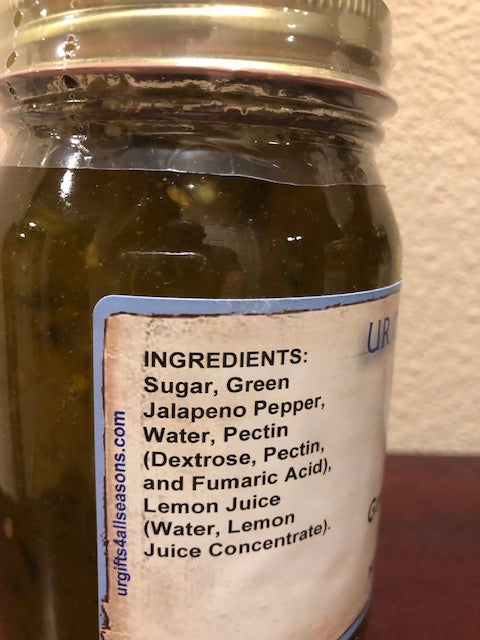 UR
INGREDIENTS:
Sugar, Green
Jalapeno Pepper,
Water, Pectin
(Dextrose, Pectin,
and Fumaric Acid),
Lemon Juice
(Water, Lemon
Juice Concentrate).
urgifts4allseasons.com